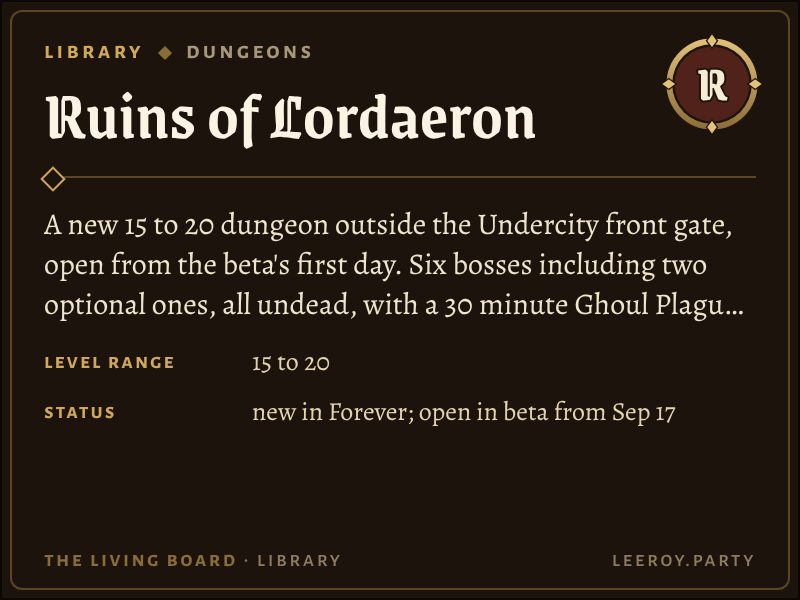 LIBRARY ◆ DUNGEONS
R
Ruins of Lordaeron
A new 15 to 20 dungeon outside the Undercity front gate,
open from the beta's first day. Six bosses including two
optional ones, all undead, with a 30 minute Ghoul Plagu...
LEVEL RANGE 15 to 20
STATUS new in Forever; open in beta from Sep 17
THE LIVING BOARD · LIBRARY LEEROY.PARTY